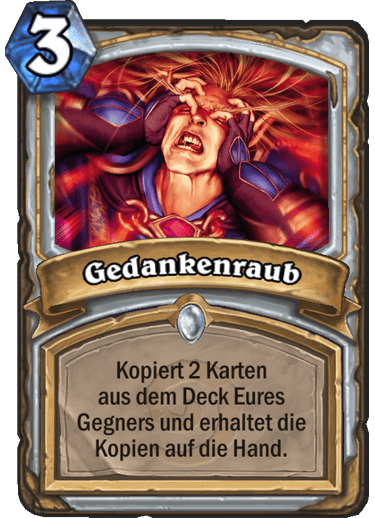 3
Gedankenraub
Kopiert 2 Karten
aus dem Deck Eures
Gegners und erhaltet die
Kopien auf die Hand.